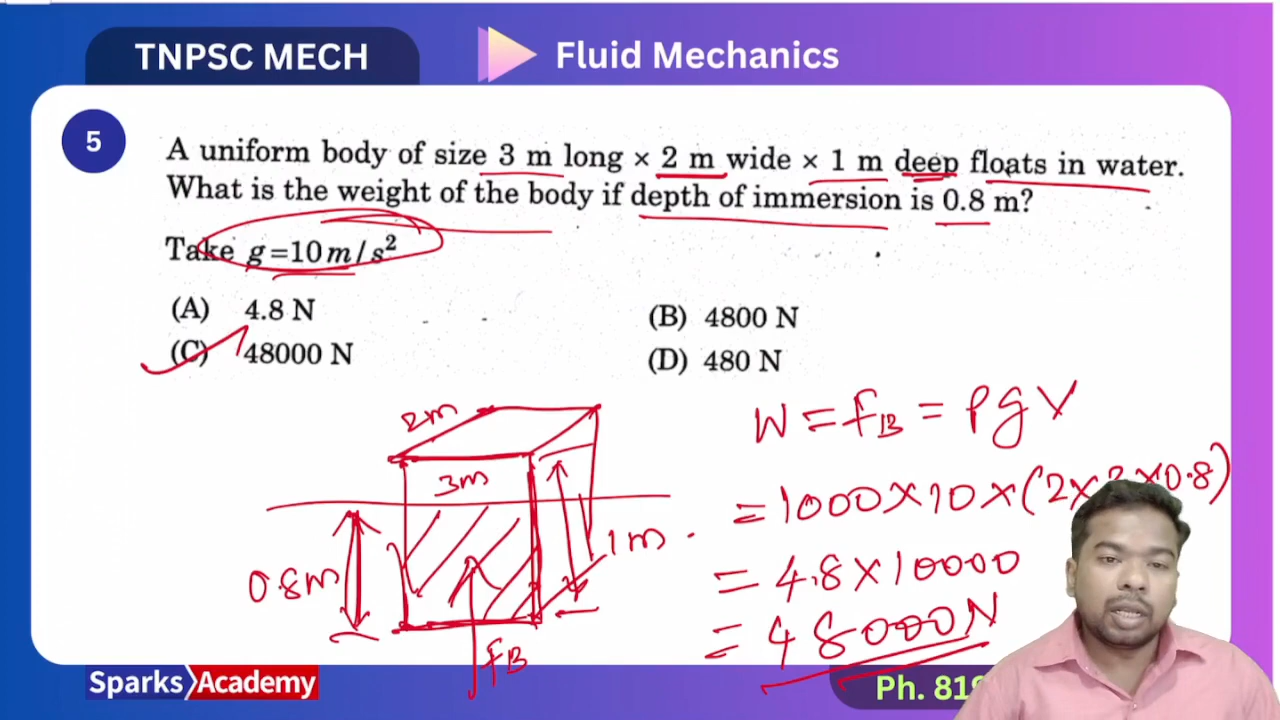 TNPSC MECH
Fluid Mechanics
5
A uniform body of size 3 m long × 2 m wide × 1 m deep floats in water.
What is the weight of the body if depth of immersion is 0.8 m?
Take g=10 m/s²
(A) 4.8 N
(B) 4800 N
(C) 48000 N
(D) 480 N
2m
3m
0.8m
1m.
fB
W = fB = ρgV
= 1000×10×(2× ×0.8)
= 4.8×10000
= 48000N
Sparks Academy
Ph. 81